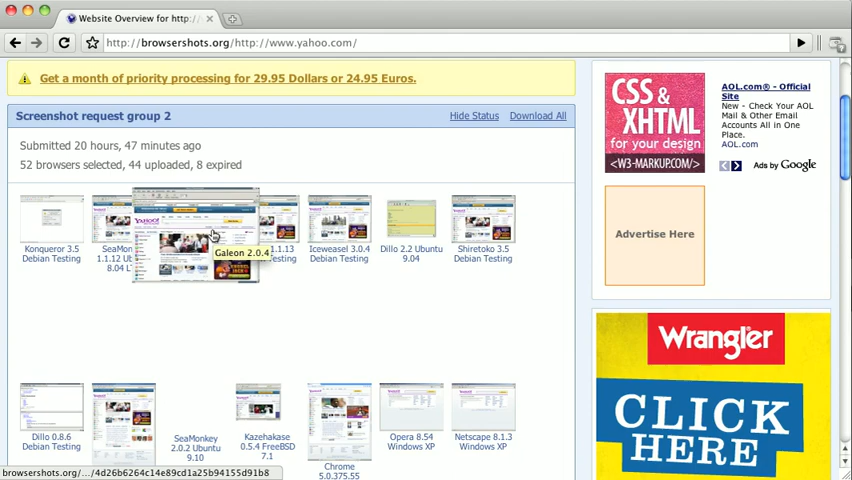 Website Overview for http:/
http://browsershots.org/http://www.yahoo.com/
Get a month of priority processing for 29.95 Dollars or 24.95 Euros.
Screenshot request group 2
Hide Status
Download All
Submitted 20 hours, 47 minutes ago
52 browsers selected, 44 uploaded, 8 expired
Konqueror 3.5
Debian Testing
SeaMon
1.1.12 Ub
8.04 L
YAHOO!
Galeon 2.0.4
.1.13
Testing
Iceweasel 3.0.4
Debian Testing
Dillo 2.2 Ubuntu
9.04
Shiretoko 3.5
Debian Testing
Dillo 0.8.6
Debian Testing
SeaMonkey
2.0.2 Ubuntu
9.10
Kazehakase
0.5.4 FreeBSD
7.1
Chrome
5.0.375.55
Opera 8.54
Windows XP
Netscape 8.1.3
Windows XP
browsershots.org/.../4d26b6264c14e89cd1a25b94155d91b8
CSS &
XHTML
for your design
<W3-MARKUP.COM/>
AOL.com® - Official
Site
New - Check Your AOL
Mail & Other Email
Accounts All in One
Place.
AOL.com
Ads by Google
Advertise Here
Wrangler
CLICK
HERE